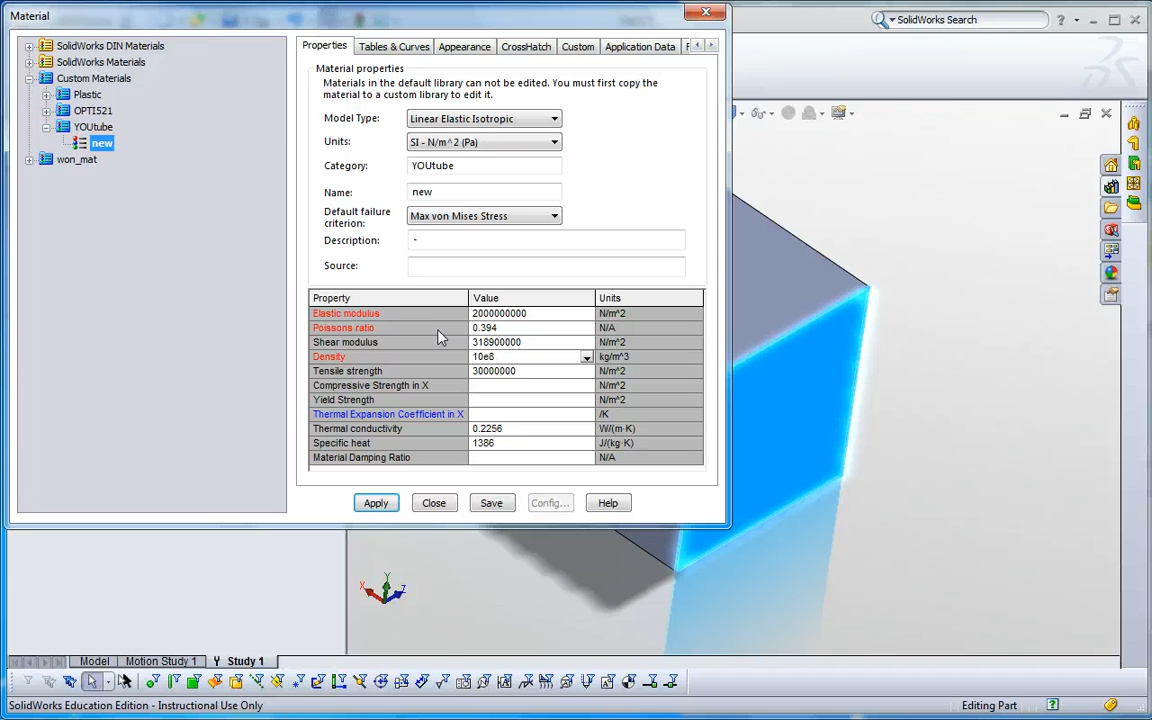 Material
SolidWorks Search
SolidWorks DIN Materials
SolidWorks Materials
Custom Materials
Plastic
OPTI521
YOUtube
new
won_mat
Properties
Tables & Curves
Appearance
CrossHatch
Custom
Application Data
Material properties
Materials in the default library can not be edited. You must first copy the
material to a custom library to edit it.
Model Type:
Linear Elastic Isotropic
Units:
SI - N/m^2 (Pa)
Category:
YOUtube
Name:
new
Default failure
criterion:
Max von Mises Stress
Description:
-
Source:
Property Value Units
Elastic modulus 2000000000 N/m^2
Poissons ratio 0.394 N/A
Shear modulus 318900000 N/m^2
Density 10e8 kg/m^3
Tensile strength 30000000 N/m^2
Compressive Strength in X N/m^2
Yield Strength N/m^2
Thermal Expansion Coefficient in X /K
Thermal conductivity 0.2256 W/(m·K)
Specific heat 1386 J/(kg·K)
Material Damping Ratio N/A
Apply
Close
Save
Config...
Help
Y
X
Z
Model
Motion Study 1
Study 1
SolidWorks Education Edition - Instructional Use Only
Editing Part